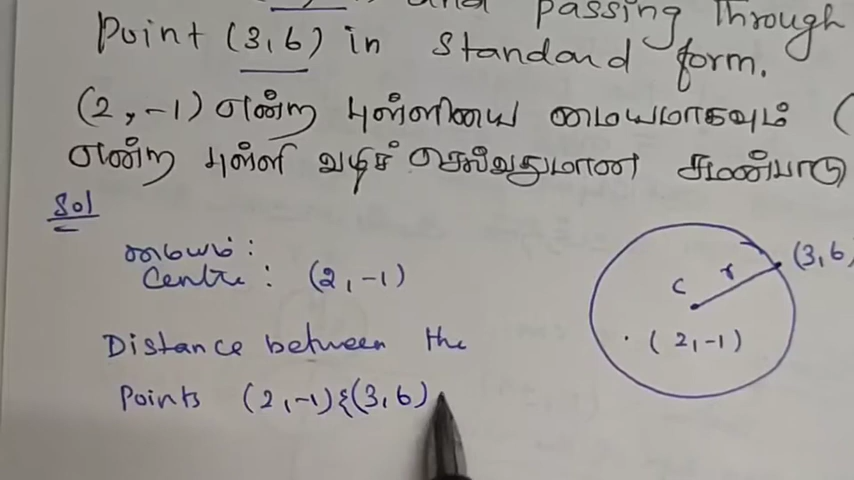 and passing through
point (3,6) in standard form.
(2,-1) என்ற புள்ளியை மையமாகவும் (
என்ற புள்ளி வழிச் செல்வதுமான சமன்பாடு
Sol
மையம் :
Centre : (2,-1)
(3,6
r
C
(2,-1)
Distance between the
points (2,-1) & (3,6)